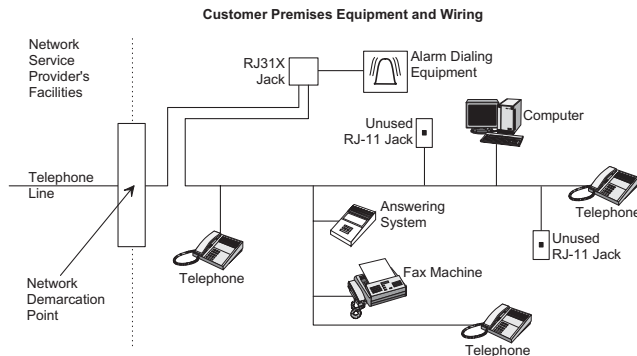 Customer Premises Equipment and Wiring
Network
Service
Provider's
Facilities
RJ31X
Jack
Alarm Dialing
Equipment
Unused
RJ-11 Jack
Computer
Telephone
Line
Answering
System
Telephone
Unused
RJ-11 Jack
Telephone
Fax Machine
Network
Demarcation
Point
Telephone